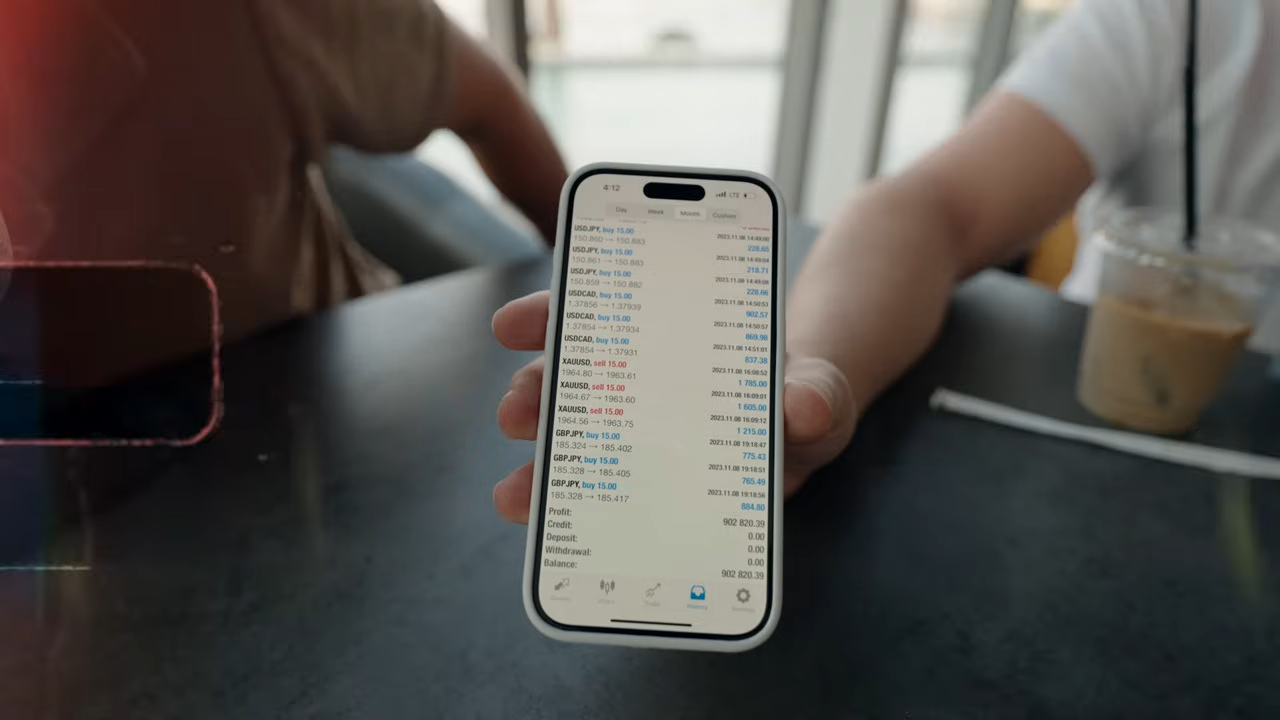 4:12
LTE
Day Week Month Custom
USDJPY, buy 15.00
150.860 → 150.883
2023.11.08 14:49:00
228.65
USDJPY, buy 15.00
150.861 → 150.883
2023.11.08 14:49:04
218.71
USDJPY, buy 15.00
150.859 → 150.882
2023.11.08 14:49:08
228.66
USDCAD, buy 15.00
1.37856 → 1.37939
2023.11.08 14:50:53
902.57
USDCAD, buy 15.00
1.37854 → 1.37934
2023.11.08 14:50:57
869.98
USDCAD, buy 15.00
1.37854 → 1.37931
2023.11.08 14:51:01
837.38
XAUUSD, sell 15.00
1964.80 → 1963.61
2023.11.08 16:08:52
1 785.00
XAUUSD, sell 15.00
1964.67 → 1963.60
2023.11.08 16:09:01
1 605.00
XAUUSD, sell 15.00
1964.56 → 1963.75
2023.11.08 16:09:12
1 215.00
GBPJPY, buy 15.00
185.324 → 185.402
2023.11.08 19:18:47
775.43
GBPJPY, buy 15.00
185.328 → 185.405
2023.11.08 19:18:51
765.49
GBPJPY, buy 15.00
185.328 → 185.417
2023.11.08 19:18:56
884.80
Profit: 902 820.39
Credit: 0.00
Deposit: 0.00
Withdrawal: 0.00
Balance: 902 820.39
History